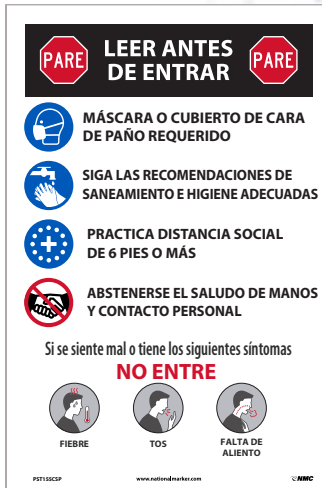 PARE
LEER ANTES
DE ENTRAR
PARE
MÁSCARA O CUBIERTO DE CARA
DE PAÑO REQUERIDO
SIGA LAS RECOMENDACIONES DE
SANEAMIENTO E HIGIENE ADECUADAS
PRACTICA DISTANCIA SOCIAL
DE 6 PIES O MÁS
ABSTENERSE EL SALUDO DE MANOS
Y CONTACTO PERSONAL
Si se siente mal o tiene los siguientes síntomas
NO ENTRE
FIEBRE
TOS
FALTA DE
ALIENTO
PST155CSP
www.nationalmarker.com
NMC